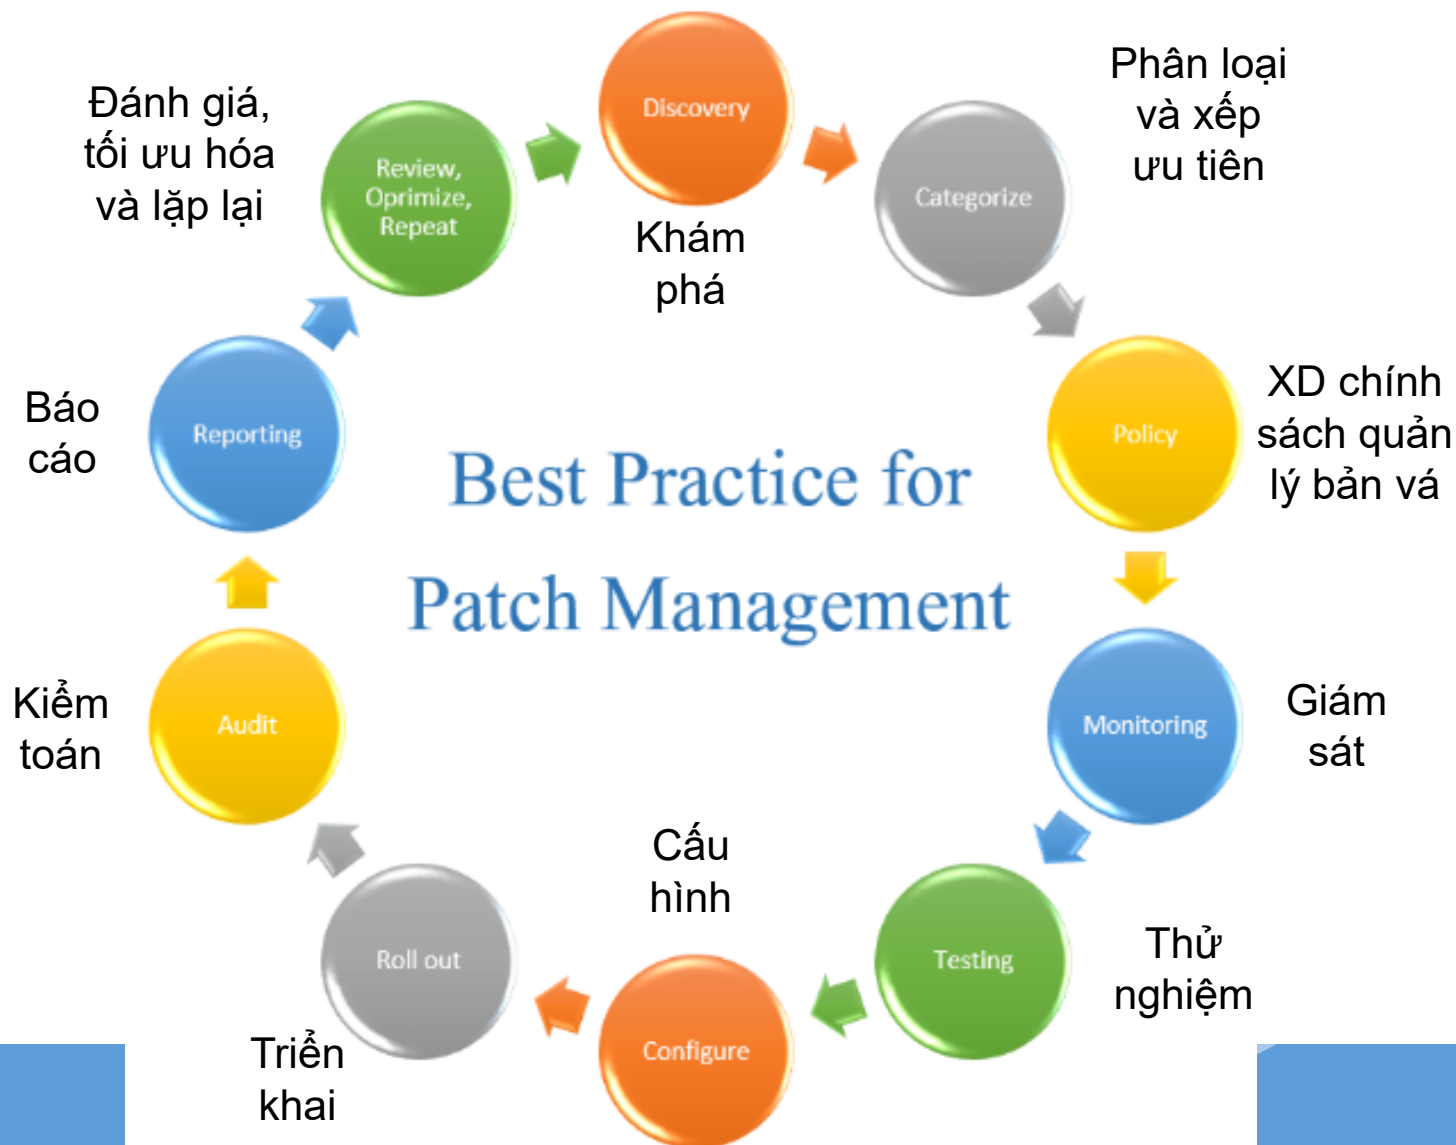 Discovery
Khám
phá
Categorize
Phân loại
và xếp
ưu tiên
Policy
XD chính
sách quản
lý bản vá
Monitoring
Giám
sát
Testing
Thử
nghiệm
Configure
Cấu
hình
Roll out
Triển
khai
Audit
Kiểm
toán
Reporting
Báo
cáo
Review,
Oprimize,
Repeat
Đánh giá,
tối ưu hóa
và lặp lại
Best Practice for
Patch Management